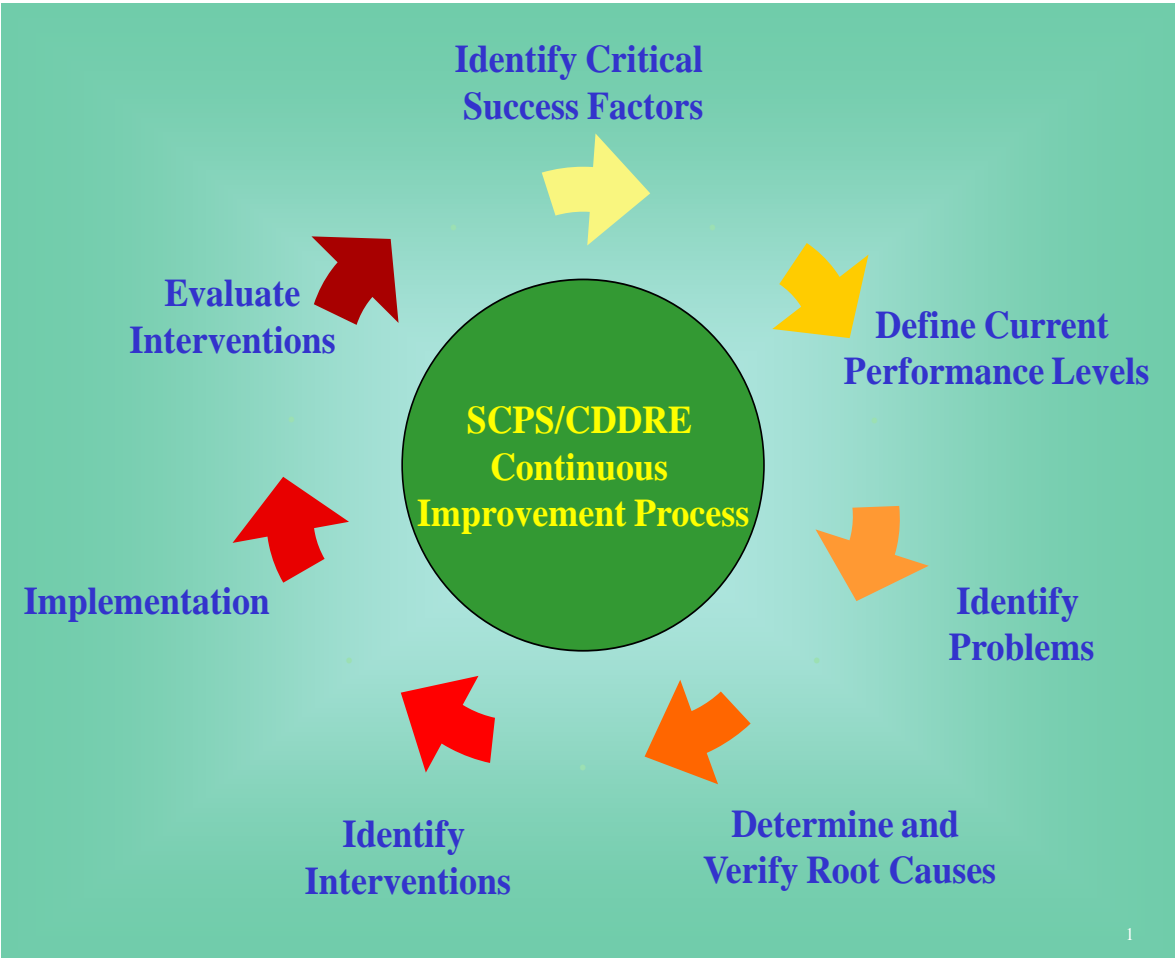 Identify Critical
Success Factors
Define Current
Performance Levels
Identify
Problems
Determine and
Verify Root Causes
Identify
Interventions
Implementation
Evaluate
Interventions
SCPS/CDDRE
Continuous
Improvement Process
1